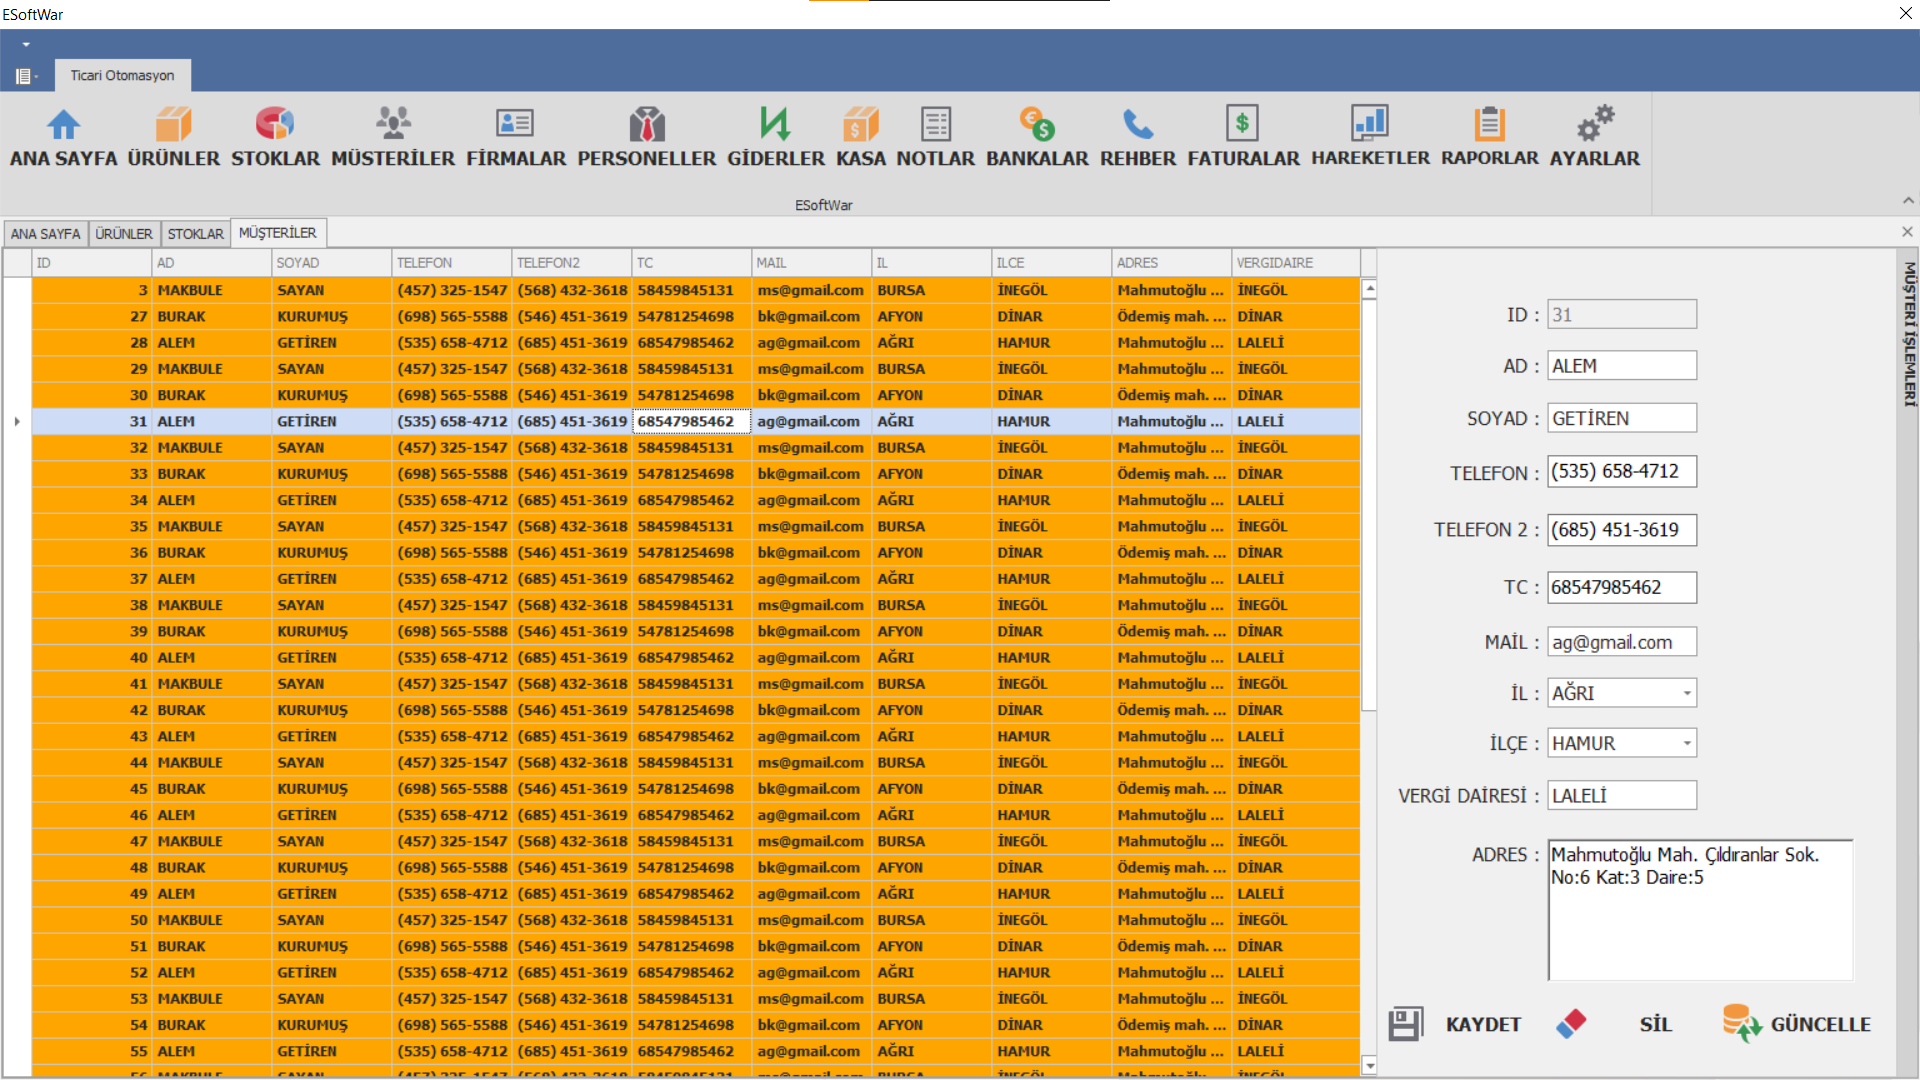 ESoftWar
Ticari Otomasyon
ANA SAYFA ÜRÜNLER STOKLAR MÜSTERİLER FİRMALAR PERSONELLER GİDERLER KASA NOTLAR BANKALAR REHBER FATURALAR HAREKETLER RAPORLAR AYARLAR
ESoftWar
ANA SAYFA ÜRÜNLER STOKLAR MÜŞTERİLER
ID AD SOYAD TELEFON TELEFON2 TC MAIL IL ILCE ADRES VERGIDAIRE
3 MAKBULE SAYAN (457) 325-1547 (568) 432-3618 58459845131 ms@gmail.com BURSA İNEGÖL Mahmutoğlu ... İNEGÖL
27 BURAK KURUMUŞ (698) 565-5588 (546) 451-3619 54781254698 bk@gmail.com AFYON DİNAR Ödemiş mah. ... DİNAR
28 ALEM GETİREN (535) 658-4712 (685) 451-3619 68547985462 ag@gmail.com AĞRI HAMUR Mahmutoğlu ... LALELİ
29 MAKBULE SAYAN (457) 325-1547 (568) 432-3618 58459845131 ms@gmail.com BURSA İNEGÖL Mahmutoğlu ... İNEGÖL
30 BURAK KURUMUŞ (698) 565-5588 (546) 451-3619 54781254698 bk@gmail.com AFYON DİNAR Ödemiş mah. ... DİNAR
31 ALEM GETİREN (535) 658-4712 (685) 451-3619 68547985462 ag@gmail.com AĞRI HAMUR Mahmutoğlu ... LALELİ
32 MAKBULE SAYAN (457) 325-1547 (568) 432-3618 58459845131 ms@gmail.com BURSA İNEGÖL Mahmutoğlu ... İNEGÖL
33 BURAK KURUMUŞ (698) 565-5588 (546) 451-3619 54781254698 bk@gmail.com AFYON DİNAR Ödemiş mah. ... DİNAR
34 ALEM GETİREN (535) 658-4712 (685) 451-3619 68547985462 ag@gmail.com AĞRI HAMUR Mahmutoğlu ... LALELİ
35 MAKBULE SAYAN (457) 325-1547 (568) 432-3618 58459845131 ms@gmail.com BURSA İNEGÖL Mahmutoğlu ... İNEGÖL
36 BURAK KURUMUŞ (698) 565-5588 (546) 451-3619 54781254698 bk@gmail.com AFYON DİNAR Ödemiş mah. ... DİNAR
37 ALEM GETİREN (535) 658-4712 (685) 451-3619 68547985462 ag@gmail.com AĞRI HAMUR Mahmutoğlu ... LALELİ
38 MAKBULE SAYAN (457) 325-1547 (568) 432-3618 58459845131 ms@gmail.com BURSA İNEGÖL Mahmutoğlu ... İNEGÖL
39 BURAK KURUMUŞ (698) 565-5588 (546) 451-3619 54781254698 bk@gmail.com AFYON DİNAR Ödemiş mah. ... DİNAR
40 ALEM GETİREN (535) 658-4712 (685) 451-3619 68547985462 ag@gmail.com AĞRI HAMUR Mahmutoğlu ... LALELİ
41 MAKBULE SAYAN (457) 325-1547 (568) 432-3618 58459845131 ms@gmail.com BURSA İNEGÖL Mahmutoğlu ... İNEGÖL
42 BURAK KURUMUŞ (698) 565-5588 (546) 451-3619 54781254698 bk@gmail.com AFYON DİNAR Ödemiş mah. ... DİNAR
43 ALEM GETİREN (535) 658-4712 (685) 451-3619 68547985462 ag@gmail.com AĞRI HAMUR Mahmutoğlu ... LALELİ
44 MAKBULE SAYAN (457) 325-1547 (568) 432-3618 58459845131 ms@gmail.com BURSA İNEGÖL Mahmutoğlu ... İNEGÖL
45 BURAK KURUMUŞ (698) 565-5588 (546) 451-3619 54781254698 bk@gmail.com AFYON DİNAR Ödemiş mah. ... DİNAR
46 ALEM GETİREN (535) 658-4712 (685) 451-3619 68547985462 ag@gmail.com AĞRI HAMUR Mahmutoğlu ... LALELİ
47 MAKBULE SAYAN (457) 325-1547 (568) 432-3618 58459845131 ms@gmail.com BURSA İNEGÖL Mahmutoğlu ... İNEGÖL
48 BURAK KURUMUŞ (698) 565-5588 (546) 451-3619 54781254698 bk@gmail.com AFYON DİNAR Ödemiş mah. ... DİNAR
49 ALEM GETİREN (535) 658-4712 (685) 451-3619 68547985462 ag@gmail.com AĞRI HAMUR Mahmutoğlu ... LALELİ
50 MAKBULE SAYAN (457) 325-1547 (568) 432-3618 58459845131 ms@gmail.com BURSA İNEGÖL Mahmutoğlu ... İNEGÖL
51 BURAK KURUMUŞ (698) 565-5588 (546) 451-3619 54781254698 bk@gmail.com AFYON DİNAR Ödemiş mah. ... DİNAR
52 ALEM GETİREN (535) 658-4712 (685) 451-3619 68547985462 ag@gmail.com AĞRI HAMUR Mahmutoğlu ... LALELİ
53 MAKBULE SAYAN (457) 325-1547 (568) 432-3618 58459845131 ms@gmail.com BURSA İNEGÖL Mahmutoğlu ... İNEGÖL
54 BURAK KURUMUŞ (698) 565-5588 (546) 451-3619 54781254698 bk@gmail.com AFYON DİNAR Ödemiş mah. ... DİNAR
55 ALEM GETİREN (535) 658-4712 (685) 451-3619 68547985462 ag@gmail.com AĞRI HAMUR Mahmutoğlu ... LALELİ
ID : 31
AD : ALEM
SOYAD : GETİREN
TELEFON : (535) 658-4712
TELEFON 2 : (685) 451-3619
TC : 68547985462
MAİL : ag@gmail.com
İL : AĞRI
İLÇE : HAMUR
VERGİ DAİRESİ : LALELİ
ADRES : Mahmutoğlu Mah. Çıldıranlar Sok.
No:6 Kat:3 Daire:5
KAYDET SİL GÜNCELLE
MÜŞTERİ İŞLEMLERİ